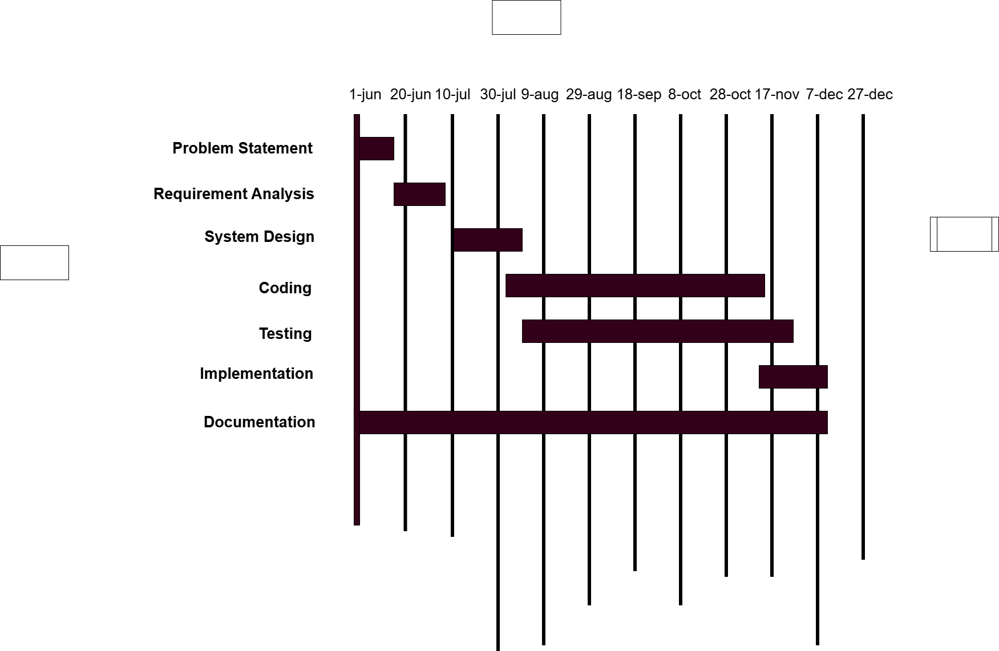 1-jun 20-jun 10-jul 30-jul 9-aug 29-aug 18-sep 8-oct 28-oct 17-nov 7-dec 27-dec
Problem Statement
Requirement Analysis
System Design
Coding
Testing
Implementation
Documentation